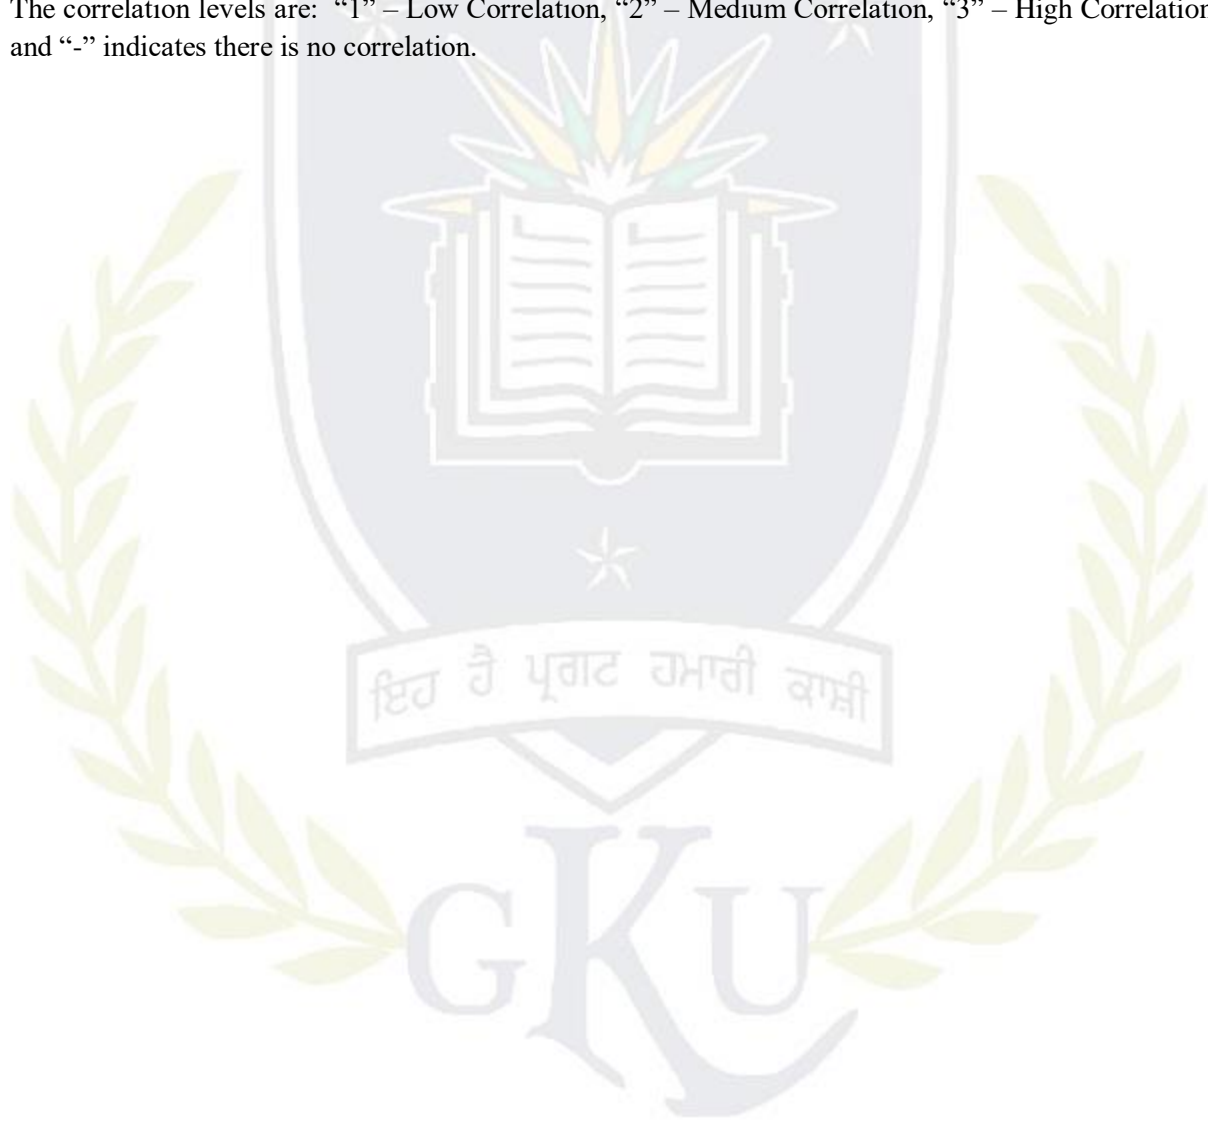 The correlation levels are: “1” – Low Correlation, “2” – Medium Correlation, “3” – High Correlation
and “-” indicates there is no correlation.
ਇਹ ਹੈ ਪ੍ਰਗਟ ਹਮਾਰੀ ਕਾਸ਼ੀ
GKU